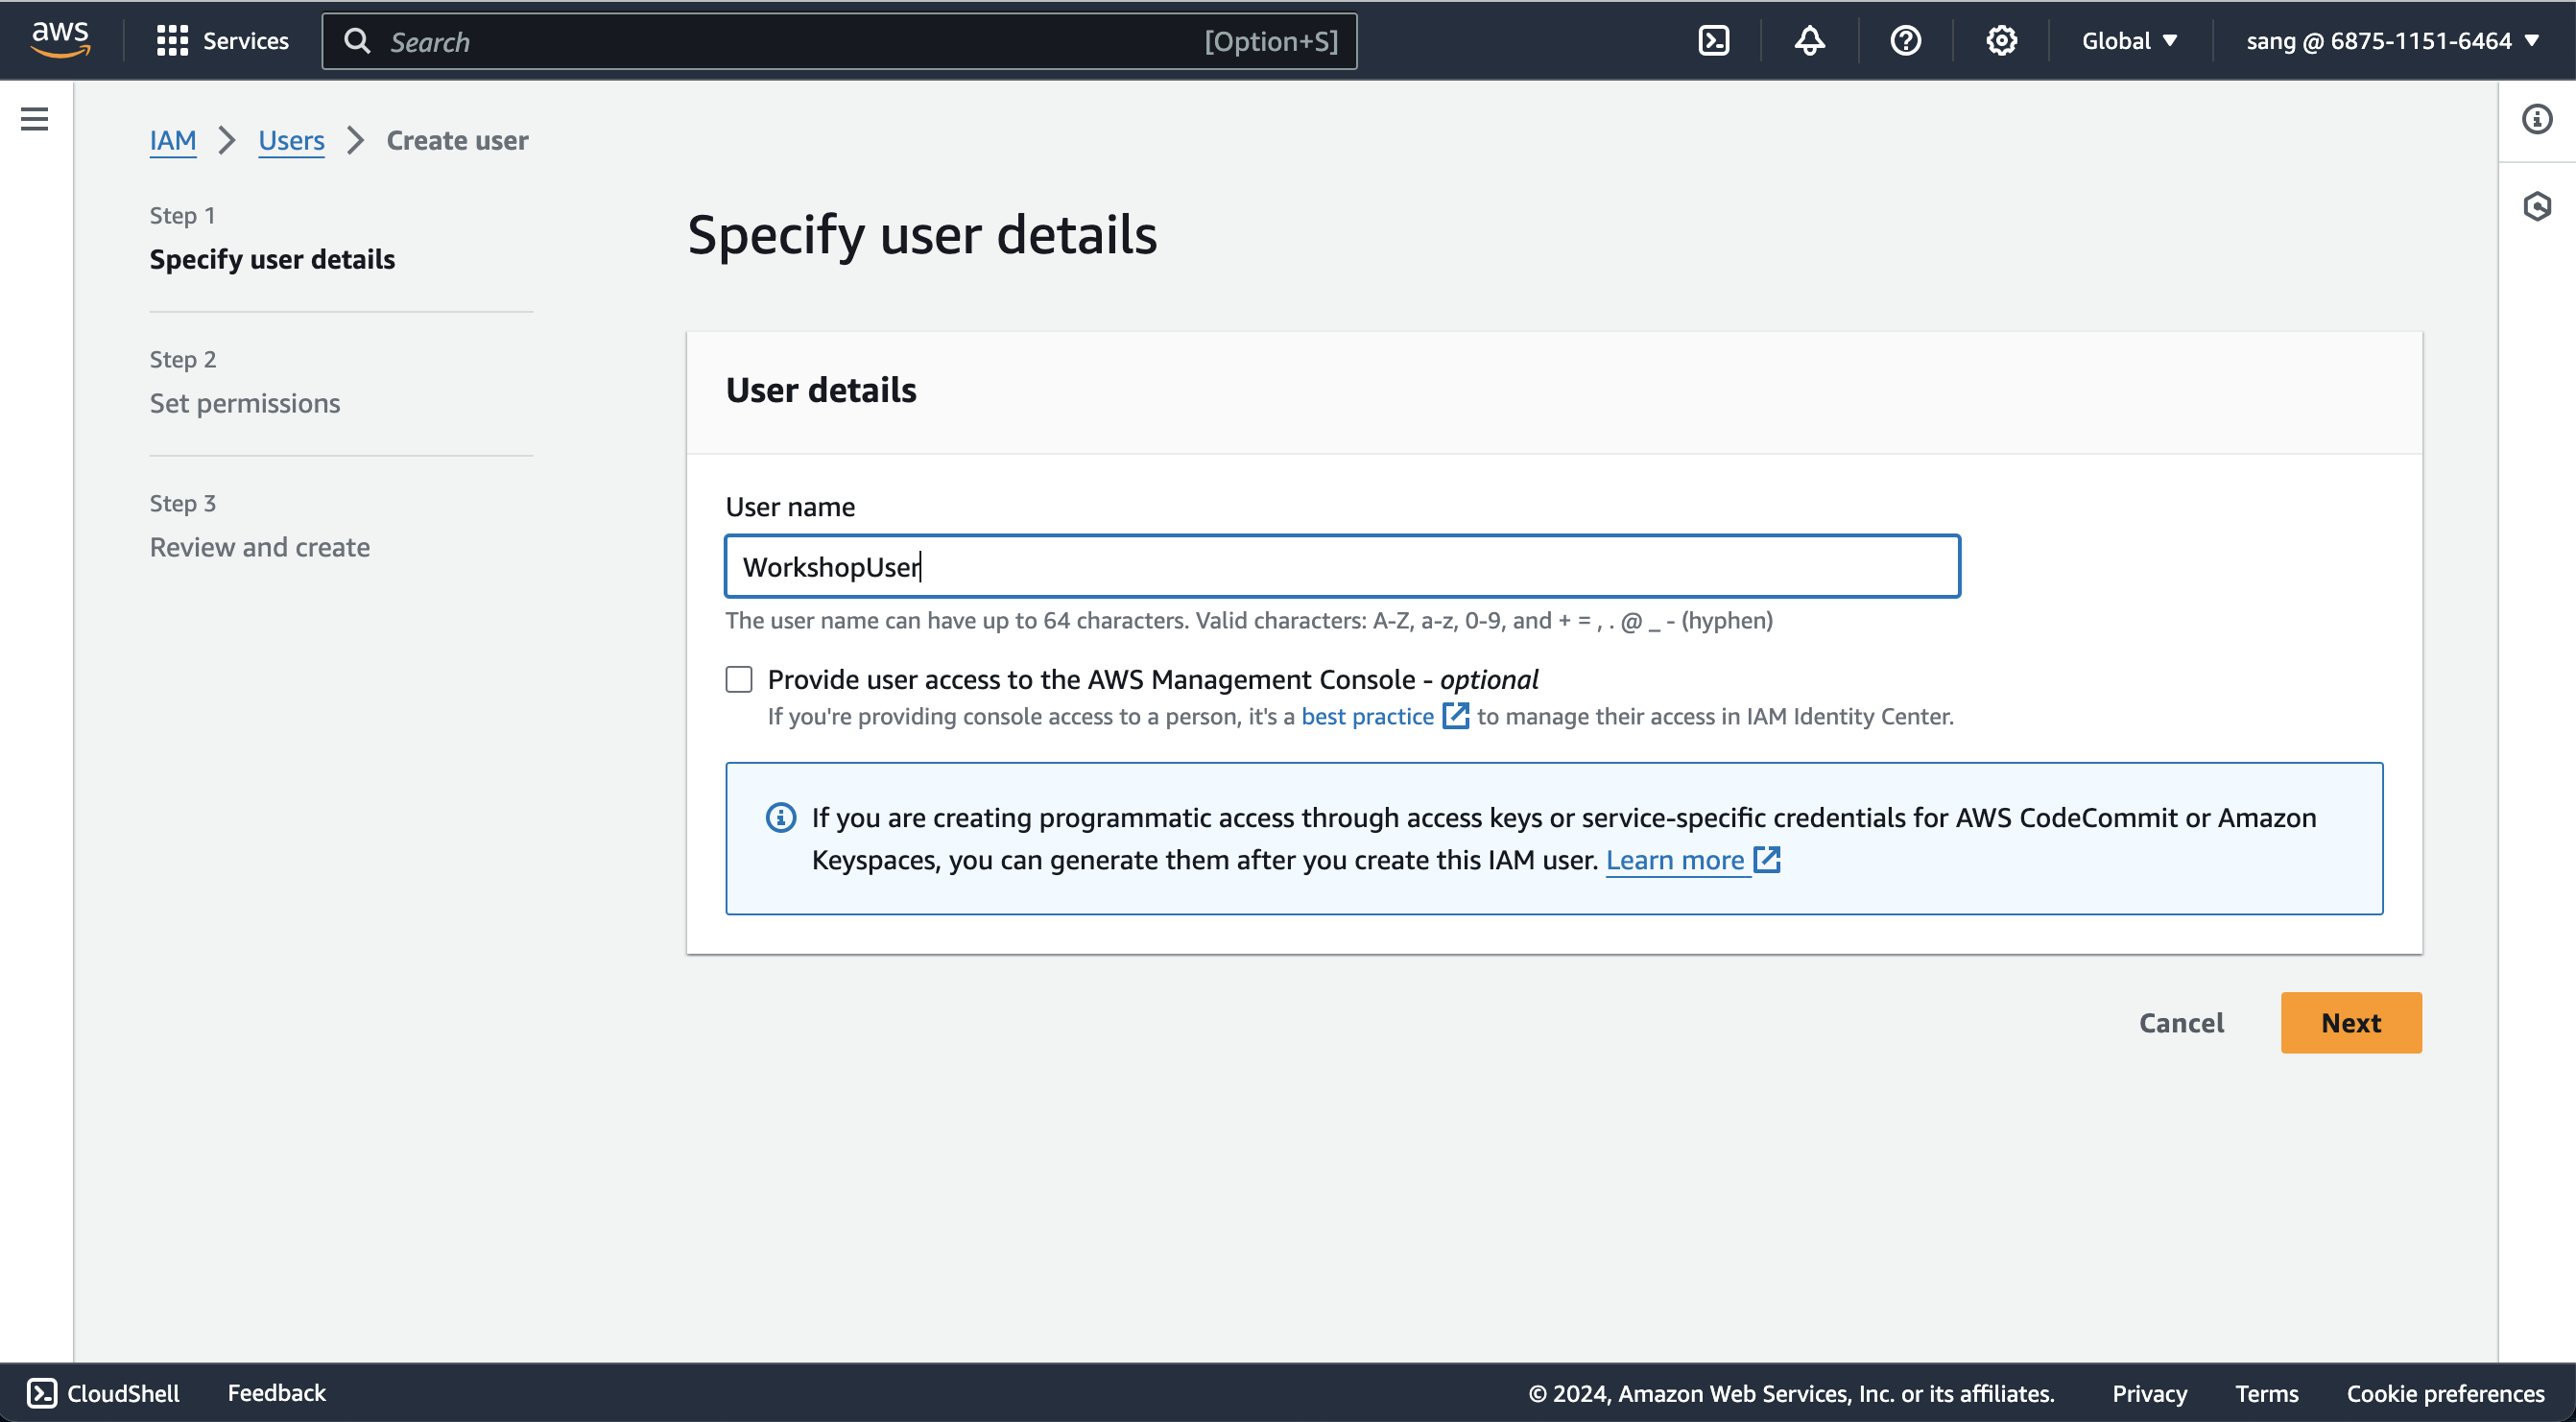 aws
Services
Search
[Option+S]
Global
sang @ 6875-1151-6464
IAM
Users
Create user
Step 1
Specify user details
Step 2
Set permissions
Step 3
Review and create
Specify user details
User details
User name
WorkshopUser
The user name can have up to 64 characters. Valid characters: A-Z, a-z, 0-9, and + = , . @ _ - (hyphen)
Provide user access to the AWS Management Console - optional
If you're providing console access to a person, it's a best practice to manage their access in IAM Identity Center.
If you are creating programmatic access through access keys or service-specific credentials for AWS CodeCommit or Amazon
Keyspaces, you can generate them after you create this IAM user. Learn more
Cancel
Next
CloudShell
Feedback
© 2024, Amazon Web Services, Inc. or its affiliates.
Privacy
Terms
Cookie preferences